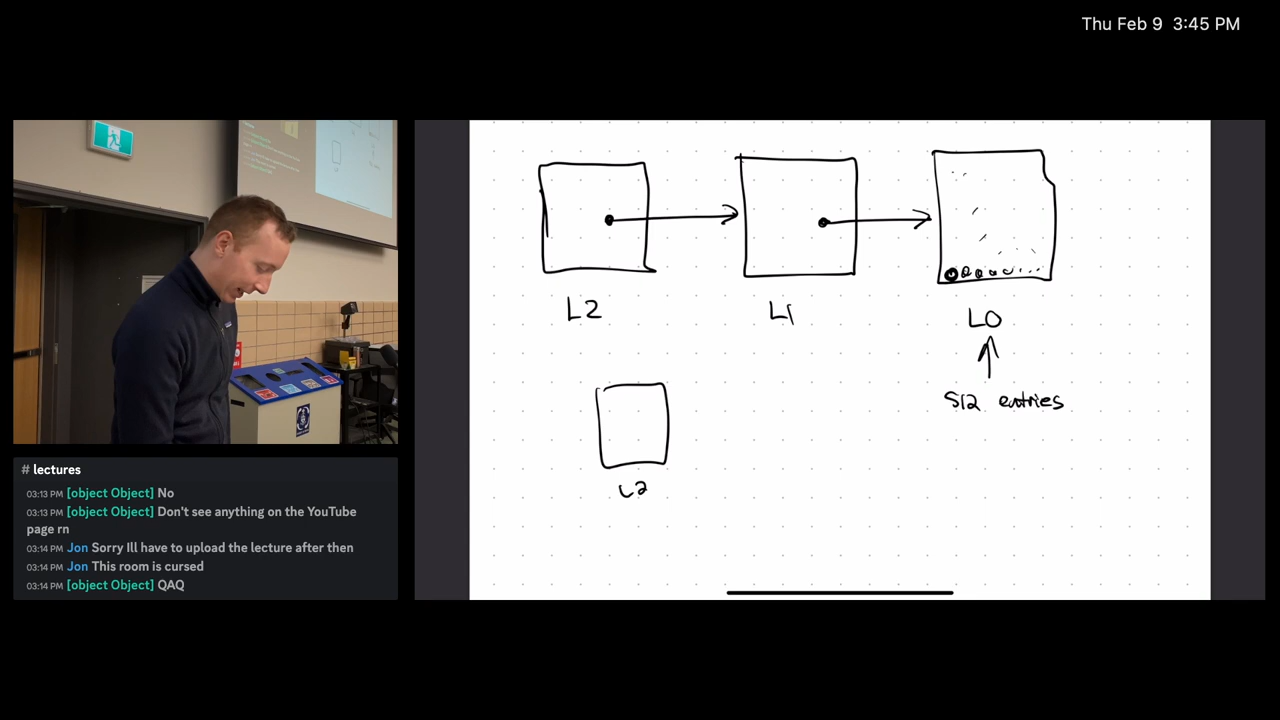 Thu Feb 9 3:45 PM
L2
L1
L0
512 entries
L2
# lectures
03:13 PM [object Object] No
03:13 PM [object Object] Don't see anything on the YouTube
page rn
03:14 PM Jon Sorry Ill have to upload the lecture after then
03:14 PM Jon This room is cursed
03:14 PM [object Object] QAQ